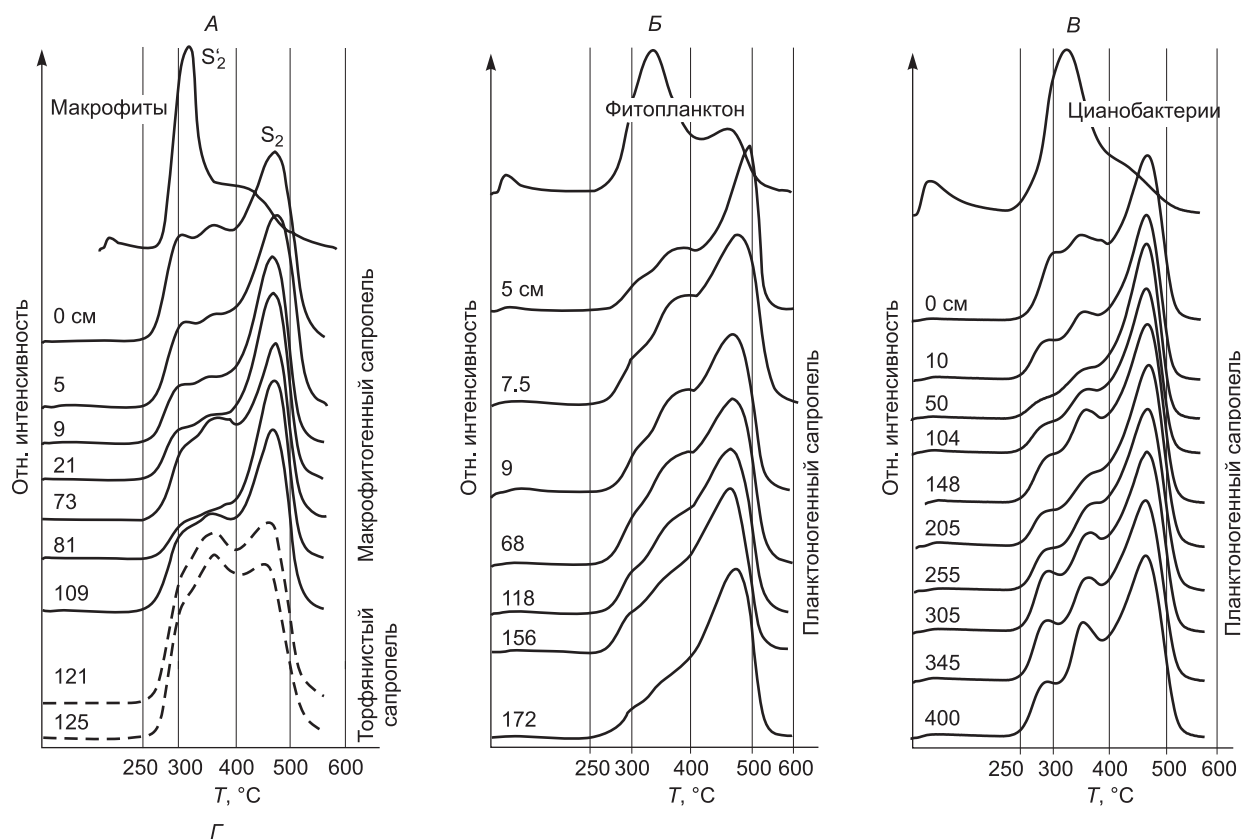 А
S'₂
Макрофиты
S₂
0 см
5
9
21
73
81
109
121
125
Отн. интенсивность
Макрофитогенный сапропель
Торфянистый
сапропель
250 300 400 500 600
T, °C
Б
Фитопланктон
5 см
7.5
9
68
118
156
172
Отн. интенсивность
Планктоногенный сапропель
250 300 400 500 600
T, °C
В
Цианобактерии
0 см
10
50
104
148
205
255
305
345
400
Отн. интенсивность
Планктоногенный сапропель
250 300 400 500 600
T, °C
Г